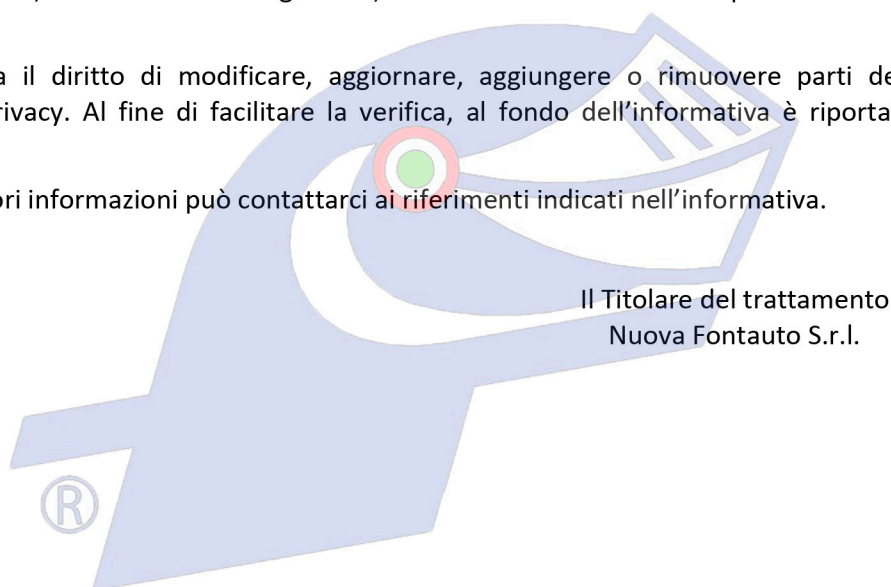 a il diritto di modificare, aggiornare, aggiungere o rimuovere parti de
rivacy. Al fine di facilitare la verifica, al fondo dell’informativa è riporta
ori informazioni può contattarci ai riferimenti indicati nell’informativa.
Il Titolare del trattamento
Nuova Fontauto S.r.l.
®